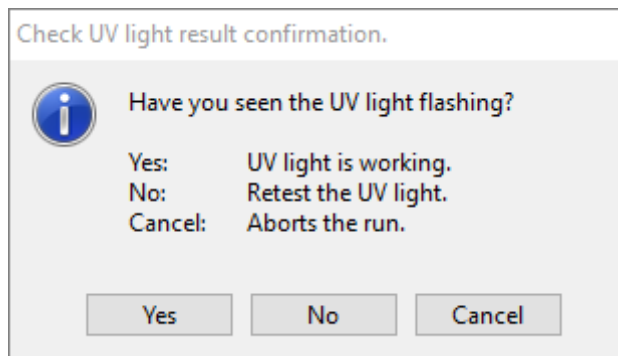 Check UV light result confirmation.
Have you seen the UV light flashing?
Yes: UV light is working.
No: Retest the UV light.
Cancel: Aborts the run.
Yes No Cancel